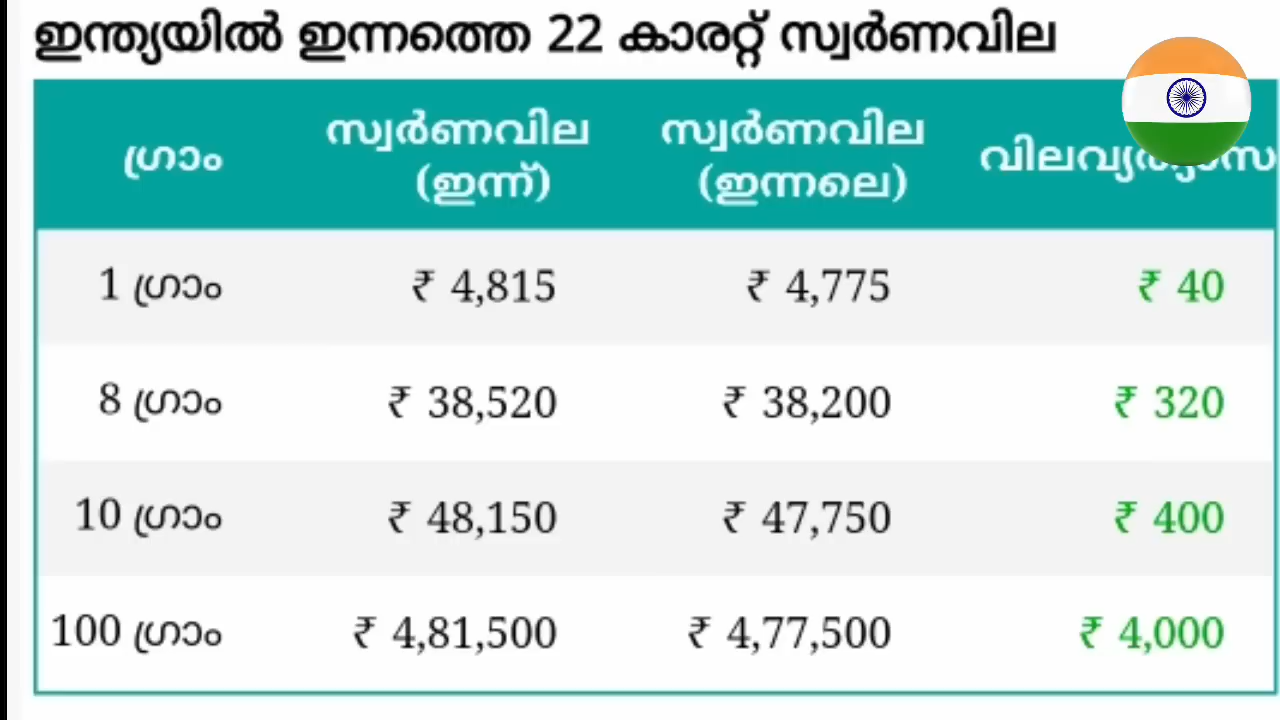 ഇന്ത്യയിൽ ഇന്നത്തെ 22 കാരറ്റ് സ്വർണവില
ഗ്രാം സ്വർണവില (ഇന്ന്) സ്വർണവില (ഇന്നലെ)
1 ഗ്രാം ₹ 4,815 ₹ 4,775 ₹ 40
8 ഗ്രാം ₹ 38,520 ₹ 38,200 ₹ 320
10 ഗ്രാം ₹ 48,150 ₹ 47,750 ₹ 400
100 ഗ്രാം ₹ 4,81,500 ₹ 4,77,500 ₹ 4,000